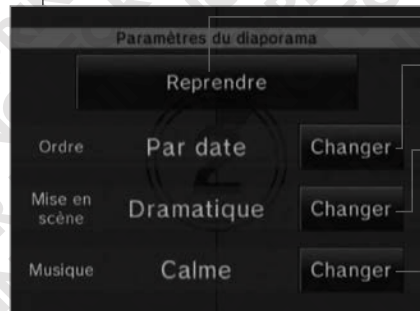 Paramètres du diaporama
Reprendre
Ordre Par date Changer
Mise en scène Dramatique Changer
Musique Calme Changer